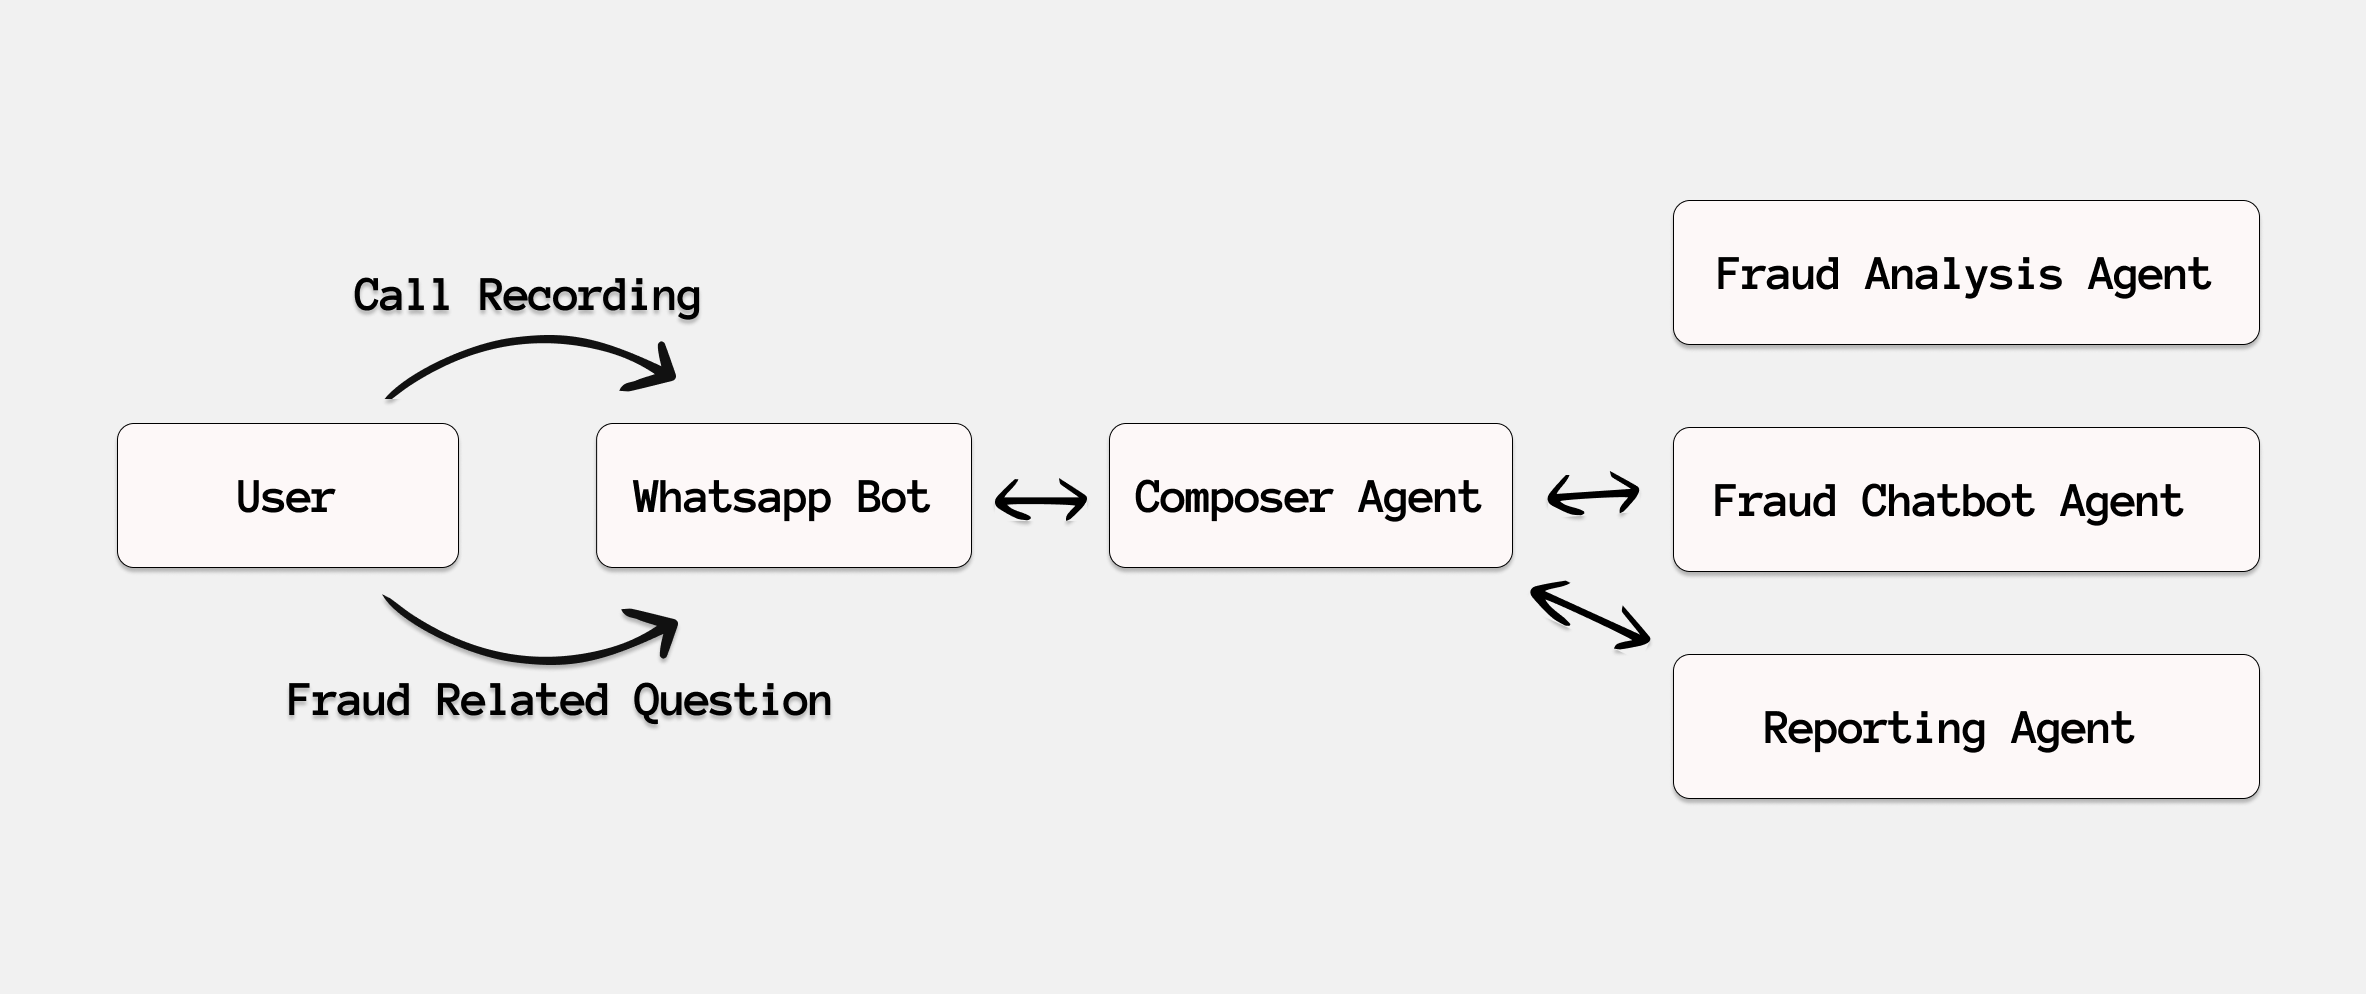 Call Recording
User
Whatsapp Bot
Composer Agent
Fraud Related Question
Fraud Analysis Agent
Fraud Chatbot Agent
Reporting Agent